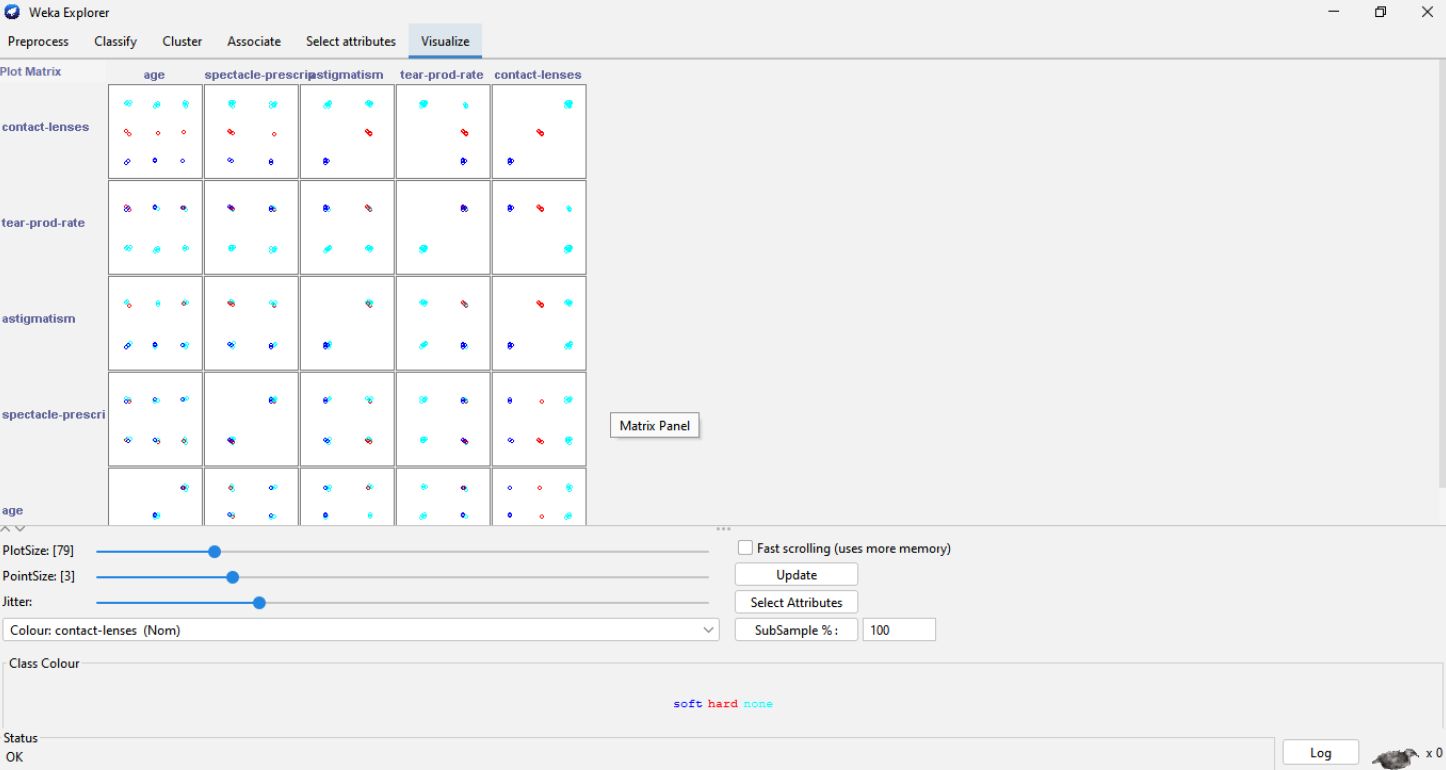 Weka Explorer
Preprocess Classify Cluster Associate Select attributes Visualize
Plot Matrix
age spectacle-prescrip astigmatism tear-prod-rate contact-lenses
contact-lenses
tear-prod-rate
astigmatism
spectacle-prescri
Matrix Panel
age
PlotSize: [79]
Fast scrolling (uses more memory)
PointSize: [3]
Update
Jitter:
Select Attributes
Colour: contact-lenses (Nom)
SubSample % : 100
Class Colour
soft hard none
Status
OK
Log
x 0